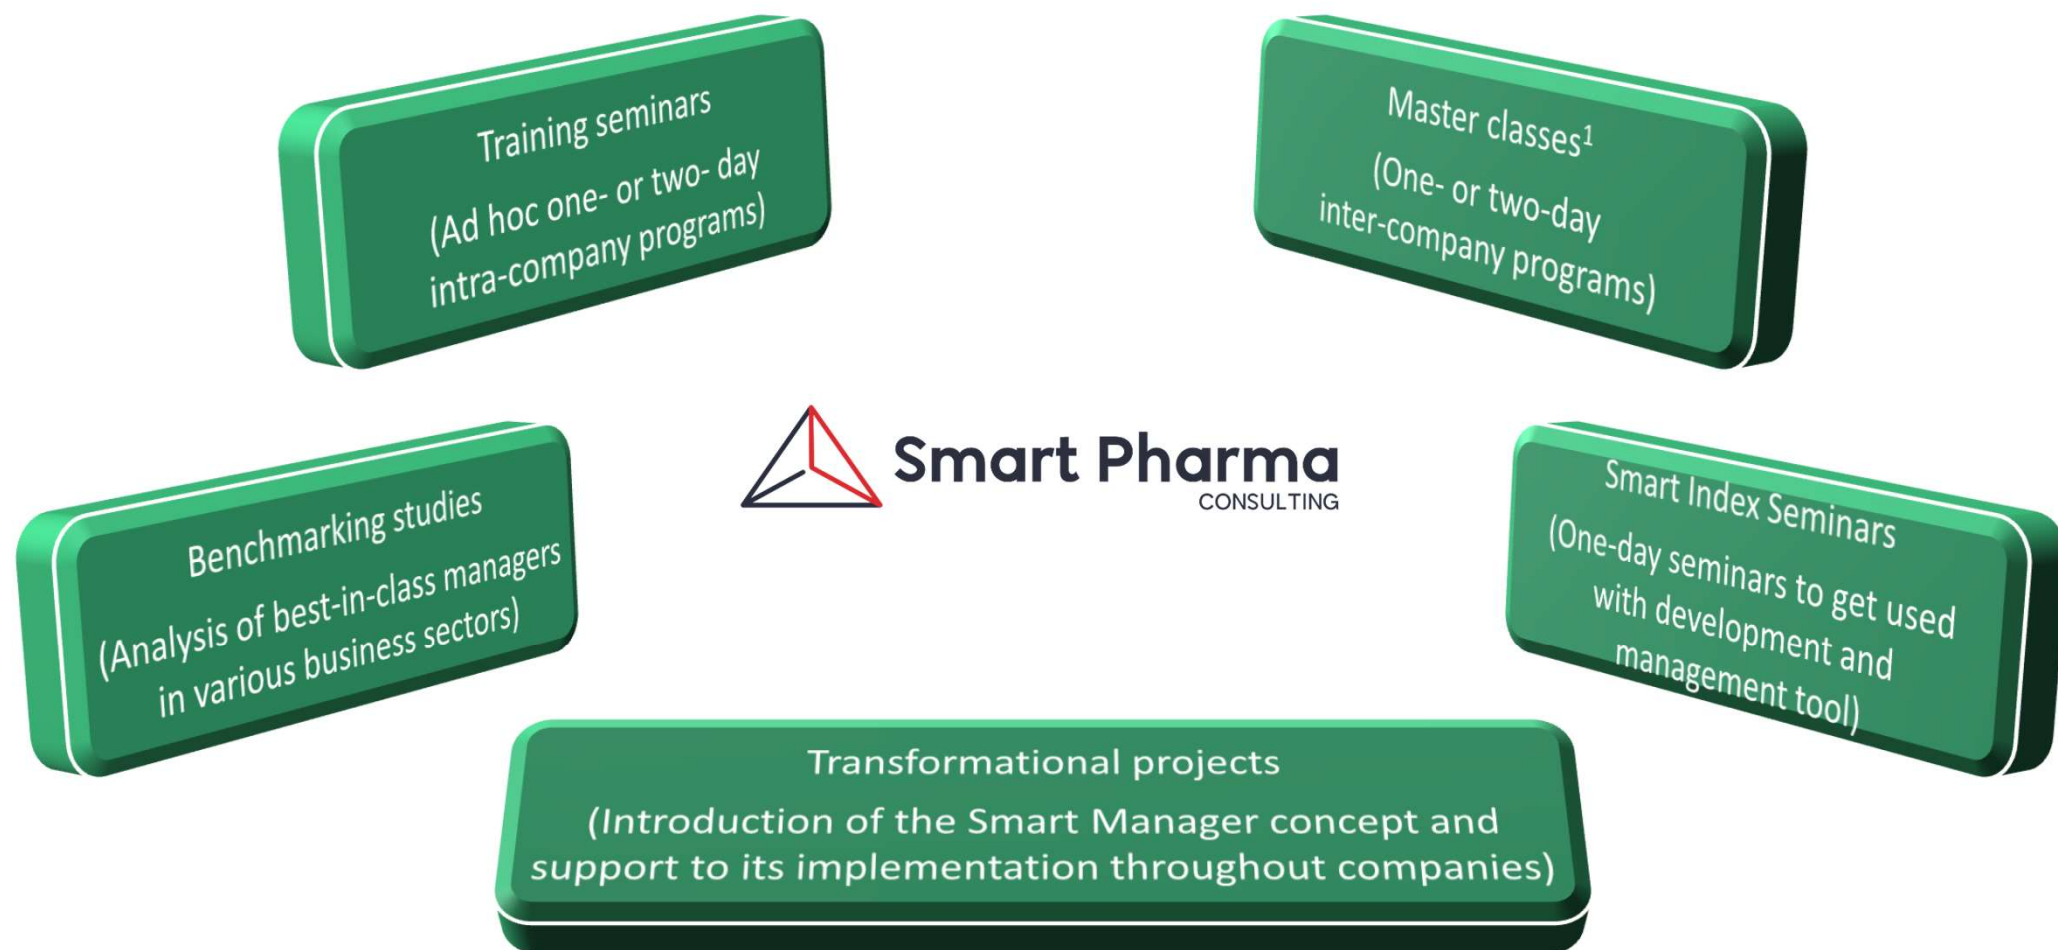 Training seminars
(Ad hoc one- or two- day
intra-company programs)
Master classes¹
(One- or two-day
inter-company programs)
Smart Pharma
CONSULTING
Benchmarking studies
(Analysis of best-in-class managers
in various business sectors)
Smart Index Seminars
(One-day seminars to get used
with development and
management tool)
Transformational projects
(Introduction of the Smart Manager concept and
support to its implementation throughout companies)